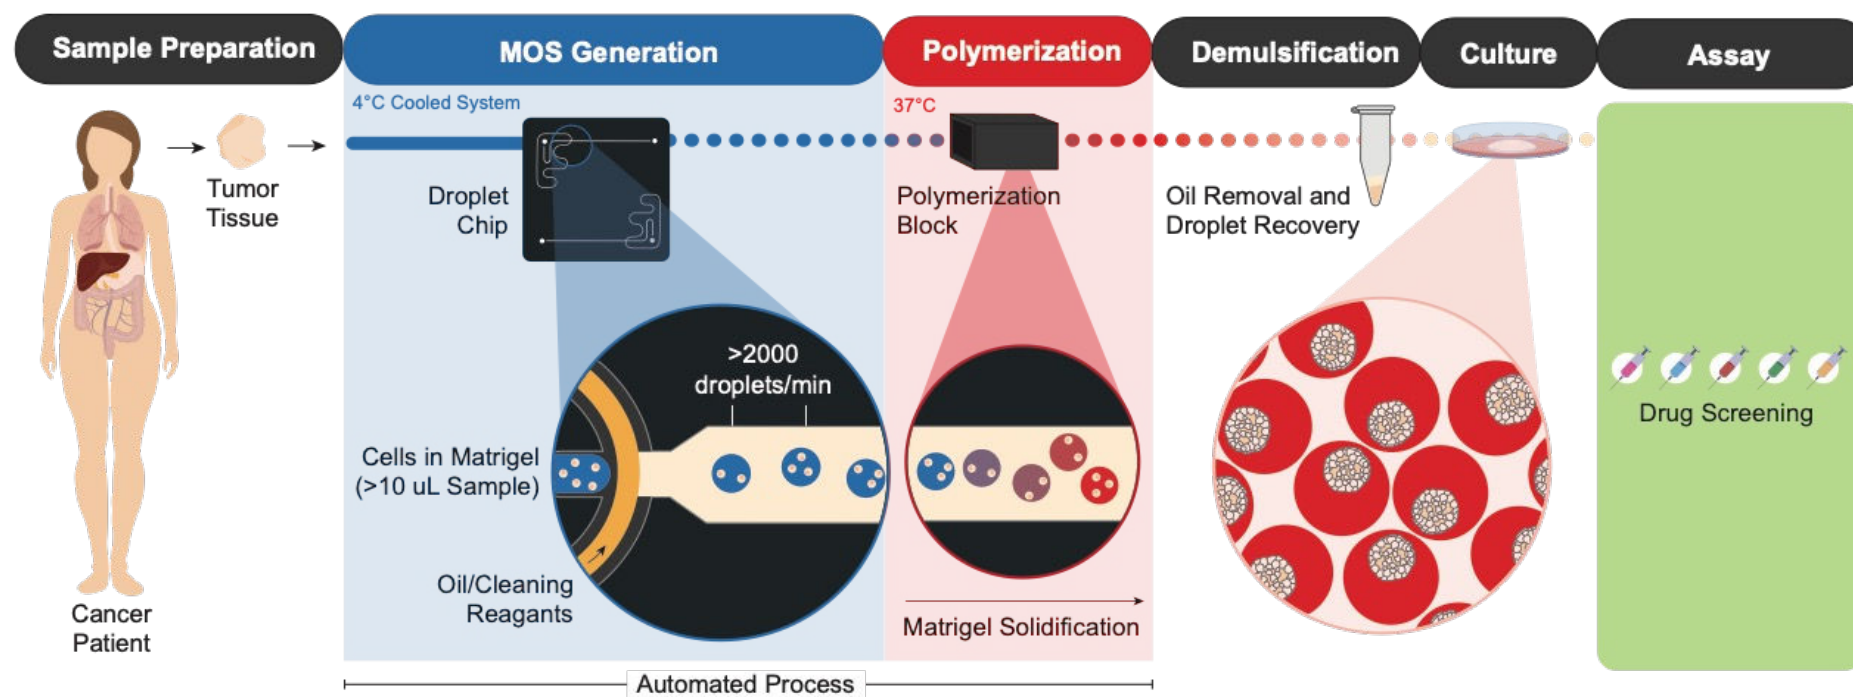 Sample Preparation
MOS Generation
Polymerization
Demulsification
Culture
Assay
4°C Cooled System
37°C
Tumor
Tissue
Droplet
Chip
Polymerization
Block
Oil Removal and
Droplet Recovery
>2000
droplets/min
Cells in Matrigel
(>10 uL Sample)
Oil/Cleaning
Reagants
Matrigel Solidification
Drug Screening
Cancer
Patient
Automated Process